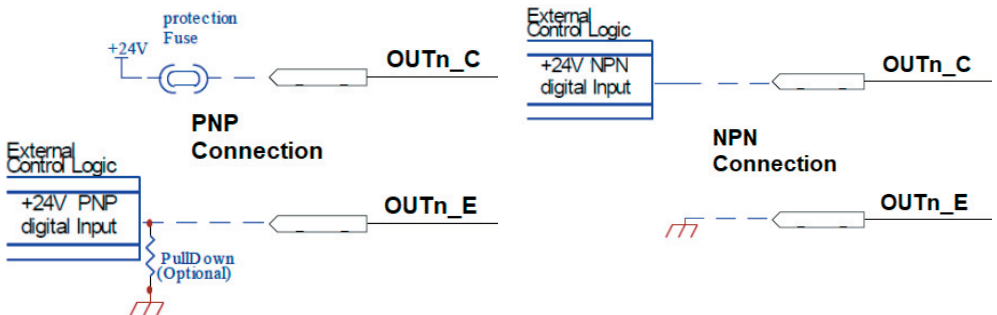 protection
Fuse
+24V
OUTn_C
PNP
Connection
External
Control Logic
+24V PNP
digital Input
OUTn_E
PullDown
(Optional)
External
Control Logic
+24V NPN
digital Input
OUTn_C
NPN
Connection
OUTn_E